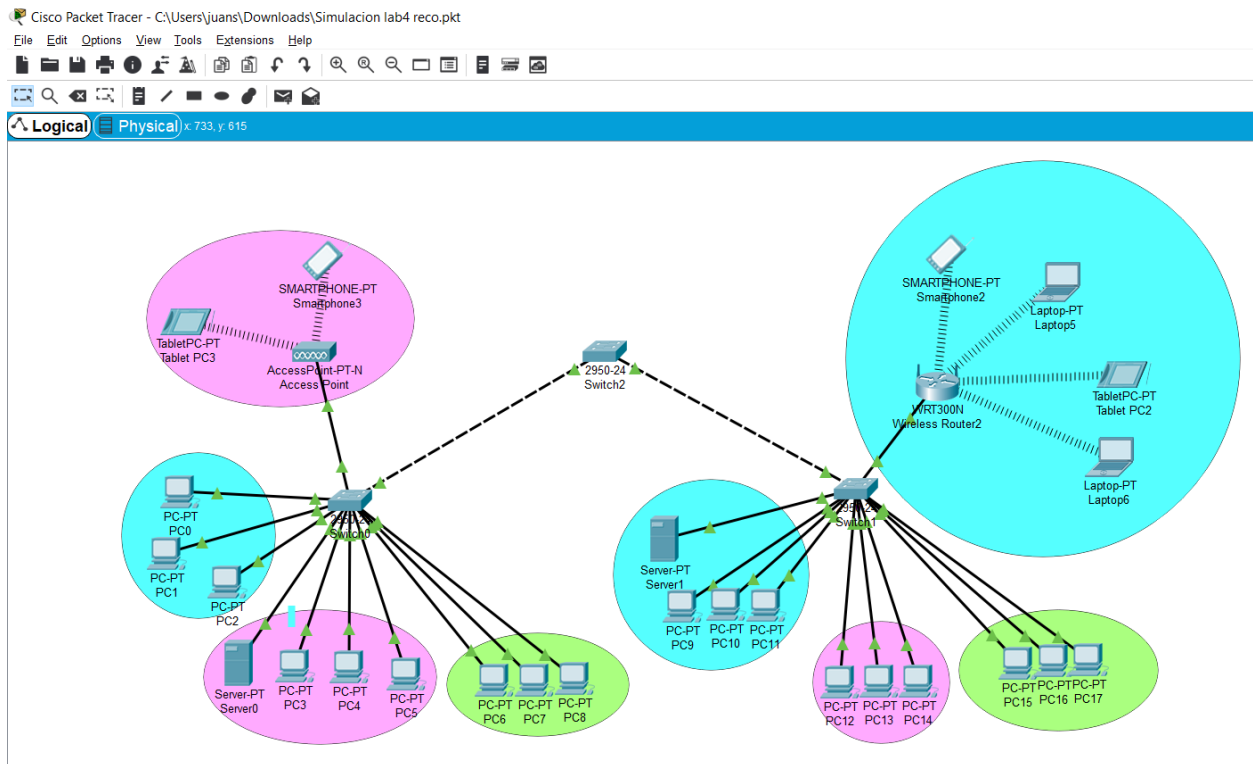 Cisco Packet Tracer - C:\Users\juans\Downloads\Simulacion lab4 reco.pkt
File Edit Options View Tools Extensions Help
Logical Physical x: 733, y: 615
SMARTPHONE-PT
Smartphone3
TabletPC-PT
Tablet PC3
AccessPoint-PT-N
Access Point
2950-24
Switch2
SMARTPHONE-PT
Smartphone2
Laptop-PT
Laptop5
TabletPC-PT
Tablet PC2
WRT300N
Wireless Router2
Laptop-PT
Laptop6
PC-PT
PC0
PC-PT
PC1
PC-PT
PC2
2950-24
Switch0
Server-PT
Server0
PC-PT
PC3
PC-PT
PC4
PC-PT
PC5
PC-PT
PC6
PC-PT
PC7
PC-PT
PC8
2950-24
Switch1
Server-PT
Server1
PC-PT
PC9
PC-PT
PC10
PC-PT
PC11
PC-PT
PC12
PC-PT
PC13
PC-PT
PC14
PC-PT
PC15
PC-PT
PC16
PC-PT
PC17